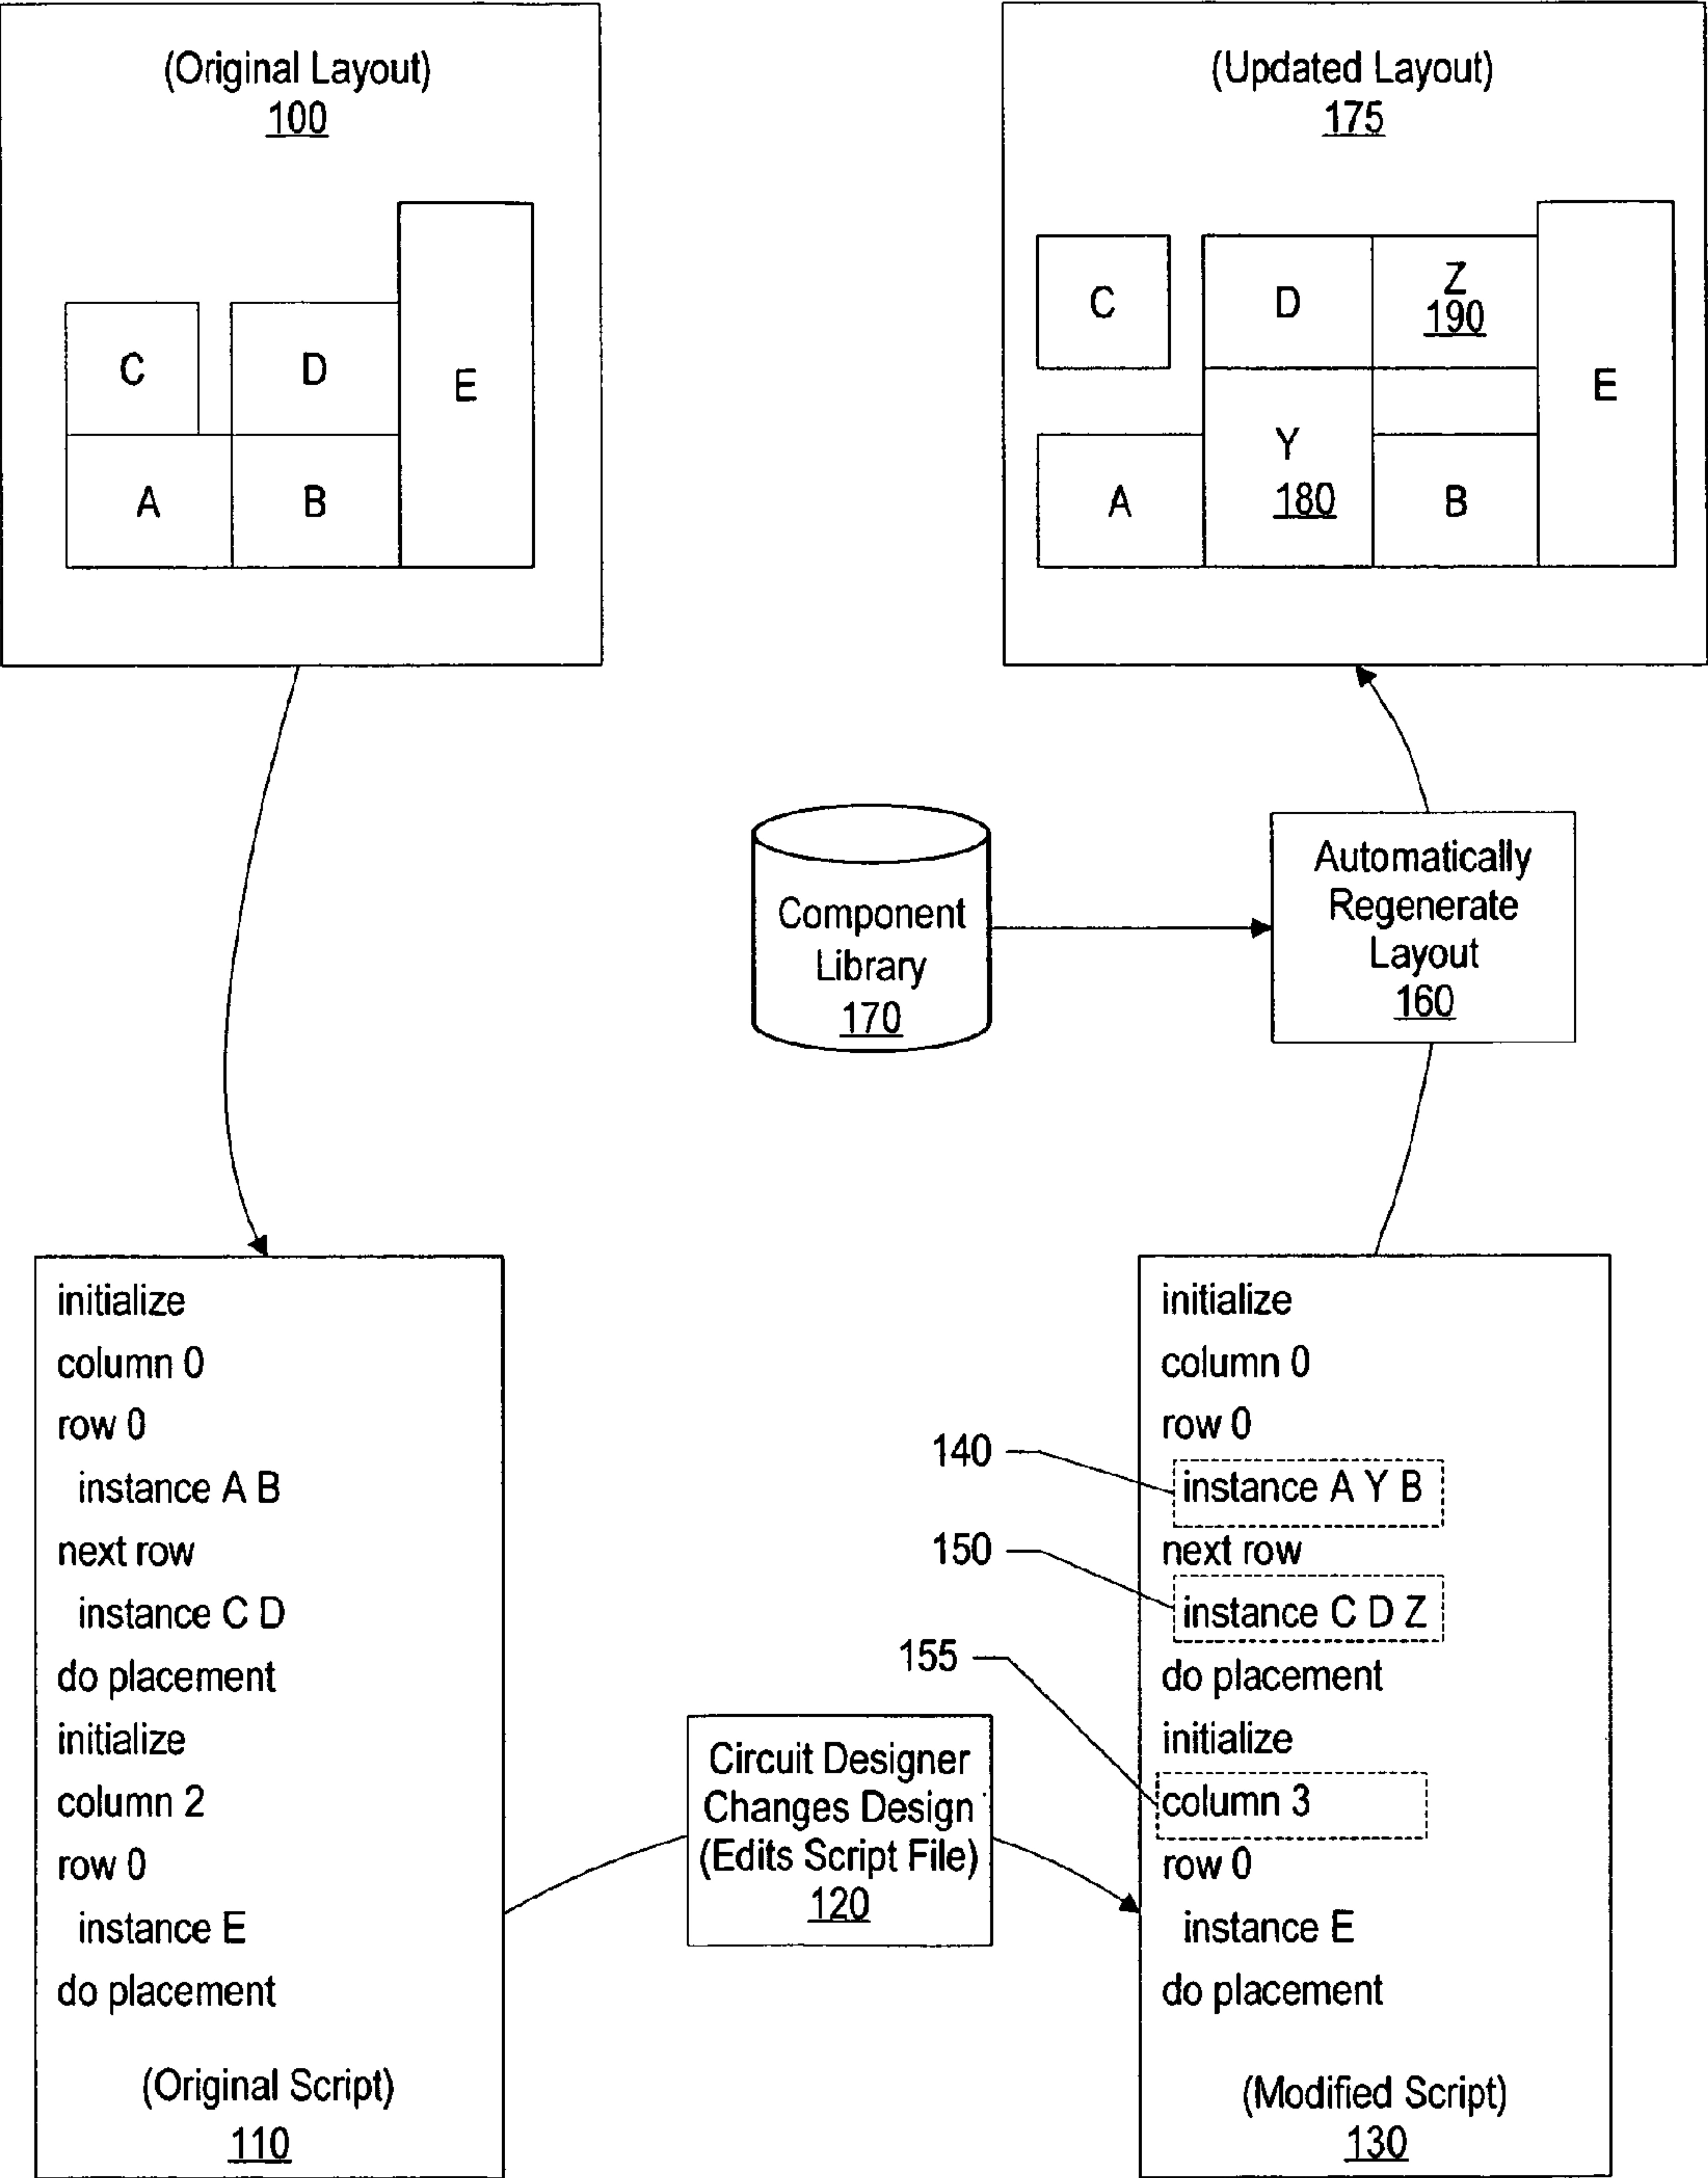 (Original Layout)
100
C
D
E
A
B
(Updated Layout)
175
C
D
Z
190
E
Y
A
180
B
Component
Library
170
Automatically
Regenerate
Layout
160
initialize
column 0
row 0
instance A B
next row
instance C D
do placement
initialize
column 2
row 0
instance E
do placement
(Original Script)
110
Circuit Designer
Changes Design
(Edits Script File)
120
140
150
155
initialize
column 0
row 0
instance A Y B
next row
instance C D Z
do placement
initialize
column 3
row 0
instance E
do placement
(Modified Script)
130